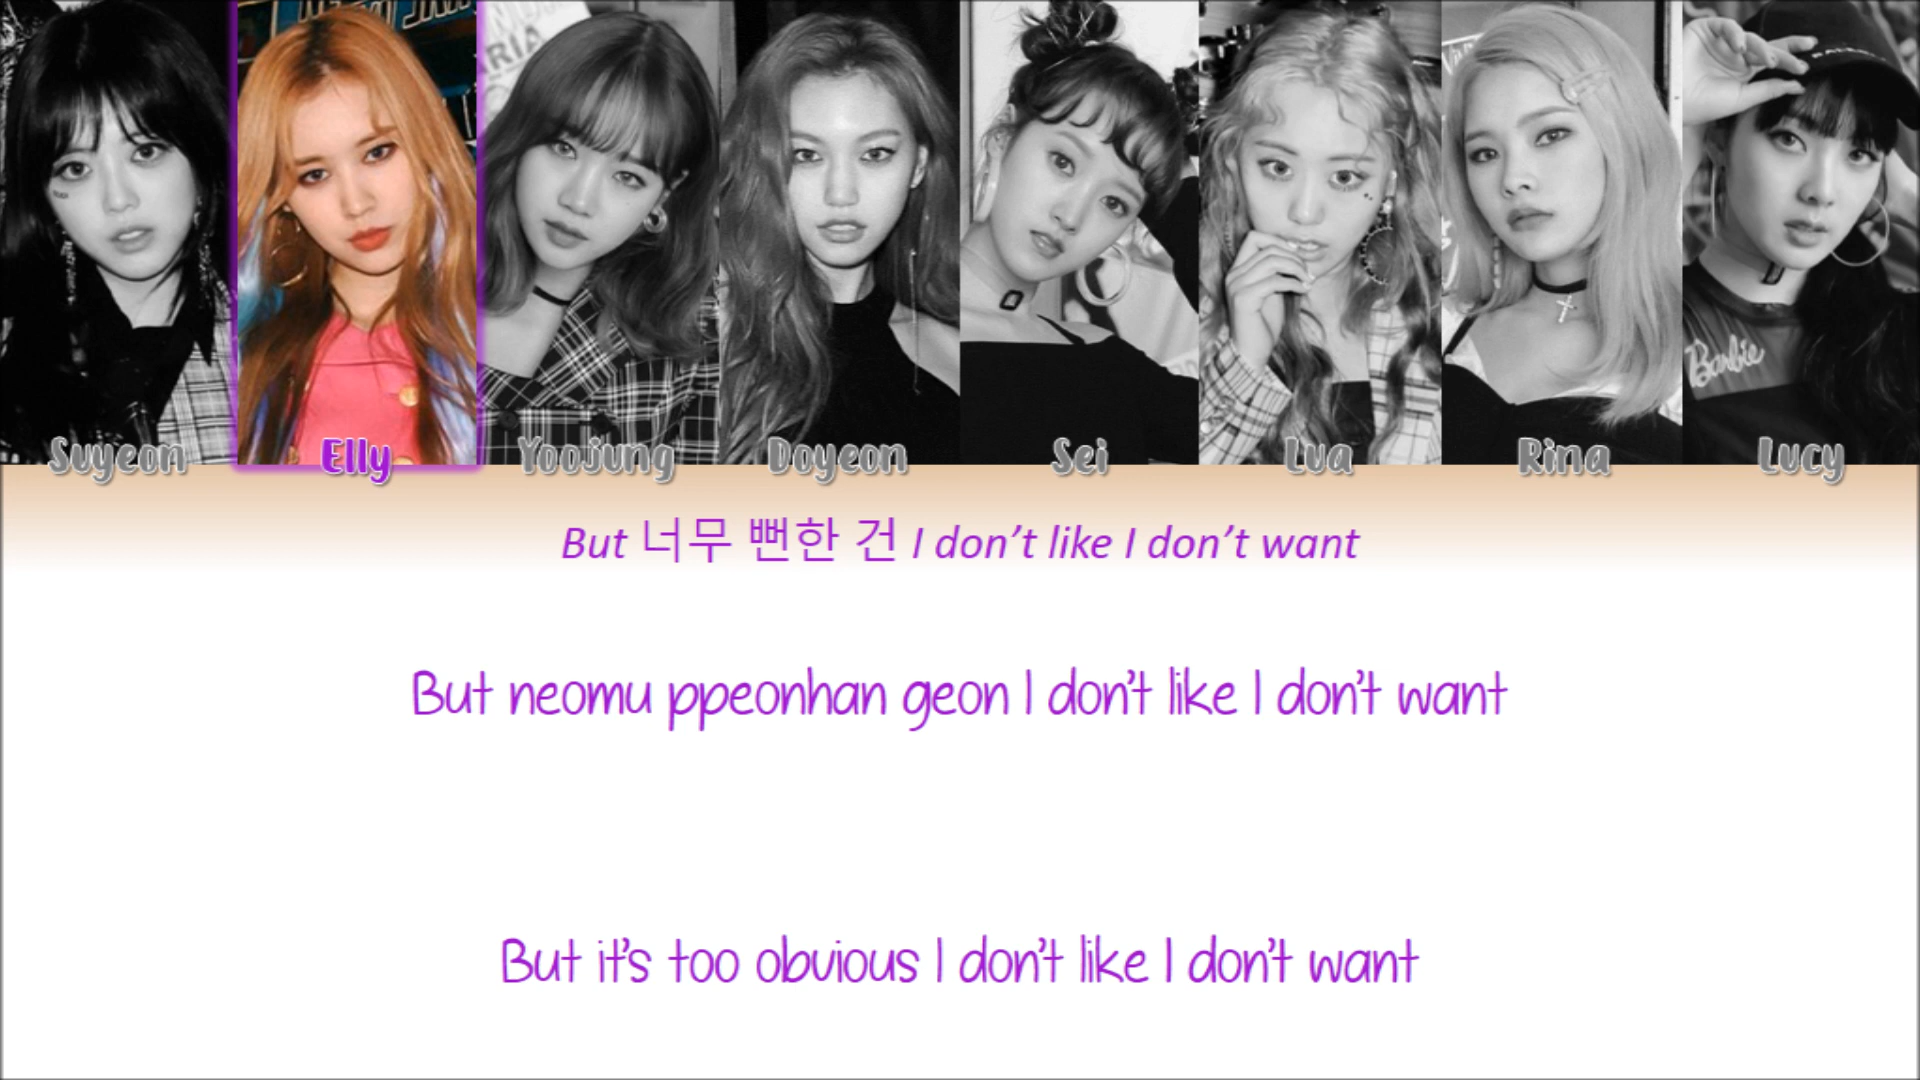 Suyeon Elly Yoojung Doyeon Sei Lua Rina Lucy
Barbie
But 너무 뻔한 건 I don't like I don't want
But neomu ppeonhan geon I don't like I don't want
But it's too obvious I don't like I don't want